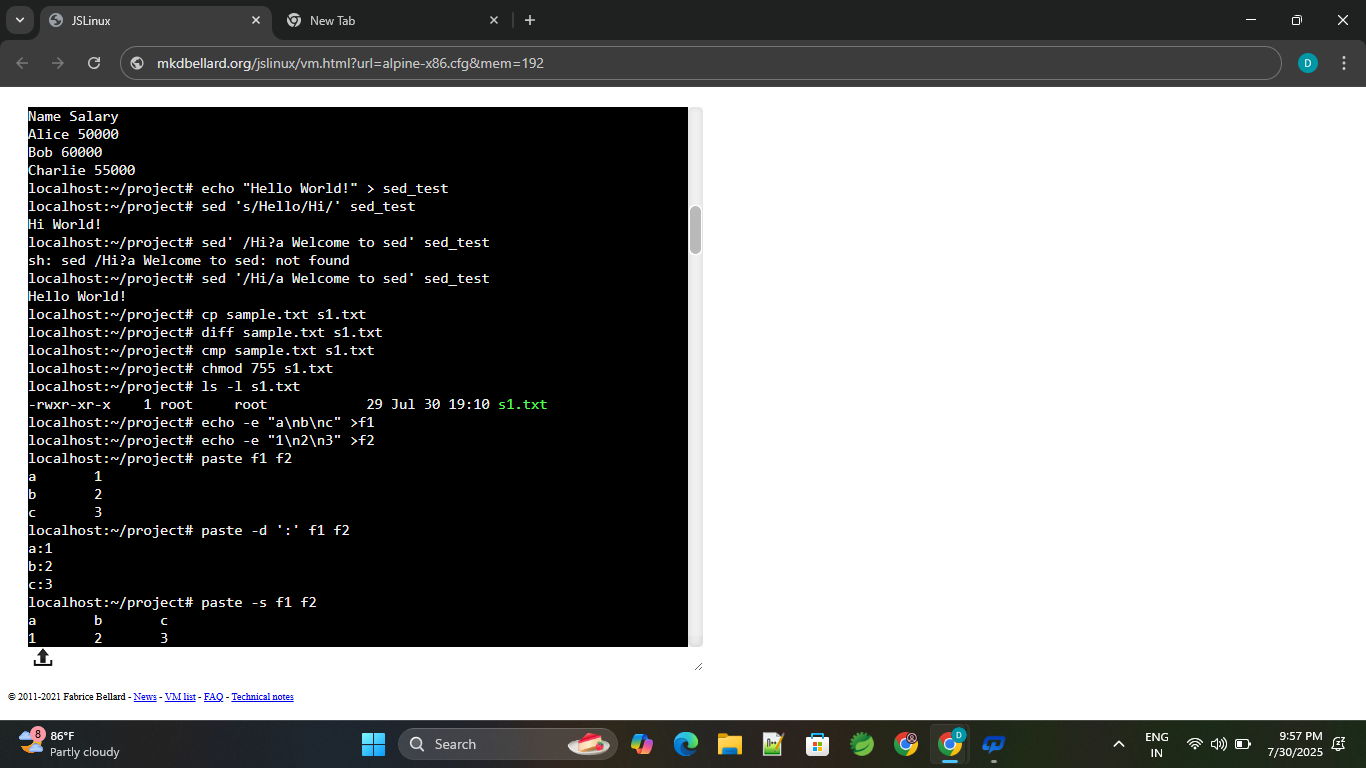 JSLinux
New Tab
mkdbellard.org/jslinux/vm.html?url=alpine-x86.cfg&mem=192
D
Name Salary
Alice 50000
Bob 60000
Charlie 55000
localhost:~/project# echo "Hello World!" > sed_test
localhost:~/project# sed 's/Hello/Hi/' sed_test
Hi World!
localhost:~/project# sed' /Hi?a Welcome to sed' sed_test
sh: sed /Hi?a Welcome to sed: not found
localhost:~/project# sed '/Hi/a Welcome to sed' sed_test
Hello World!
localhost:~/project# cp sample.txt s1.txt
localhost:~/project# diff sample.txt s1.txt
localhost:~/project# cmp sample.txt s1.txt
localhost:~/project# chmod 755 s1.txt
localhost:~/project# ls -l s1.txt
-rwxr-xr-x    1 root     root            29 Jul 30 19:10 s1.txt
localhost:~/project# echo -e "a\nb\nc" >f1
localhost:~/project# echo -e "1\n2\n3" >f2
localhost:~/project# paste f1 f2
a       1
b       2
c       3
localhost:~/project# paste -d ':' f1 f2
a:1
b:2
c:3
localhost:~/project# paste -s f1 f2
a       b       c
1       2       3
© 2011-2021 Fabrice Bellard - News - VM list - FAQ - Technical notes
8
86°F
Partly cloudy
Search
D
ENG
IN
9:57 PM
7/30/2025